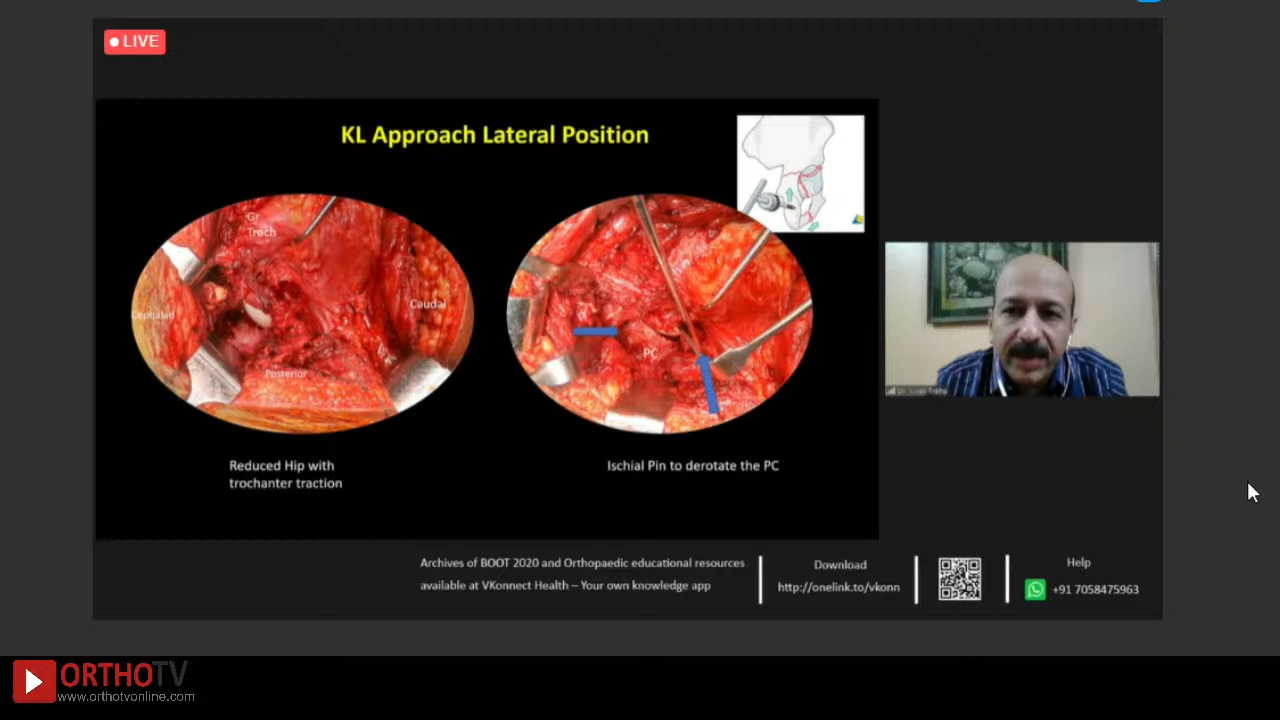 LIVE
KL Approach Lateral Position
Gr
Troch
Cephalad
Caudal
Posterior
PC
Reduced Hip with
trochanter traction
Ischial Pin to derotate the PC
Archives of BOOT 2020 and Orthopaedic educational resources
available at VKonnect Health – Your own knowledge app
Download
http://onelink.to/vkonn
Help
+91 7058475963
ORTHOTV
www.orthotvonline.com